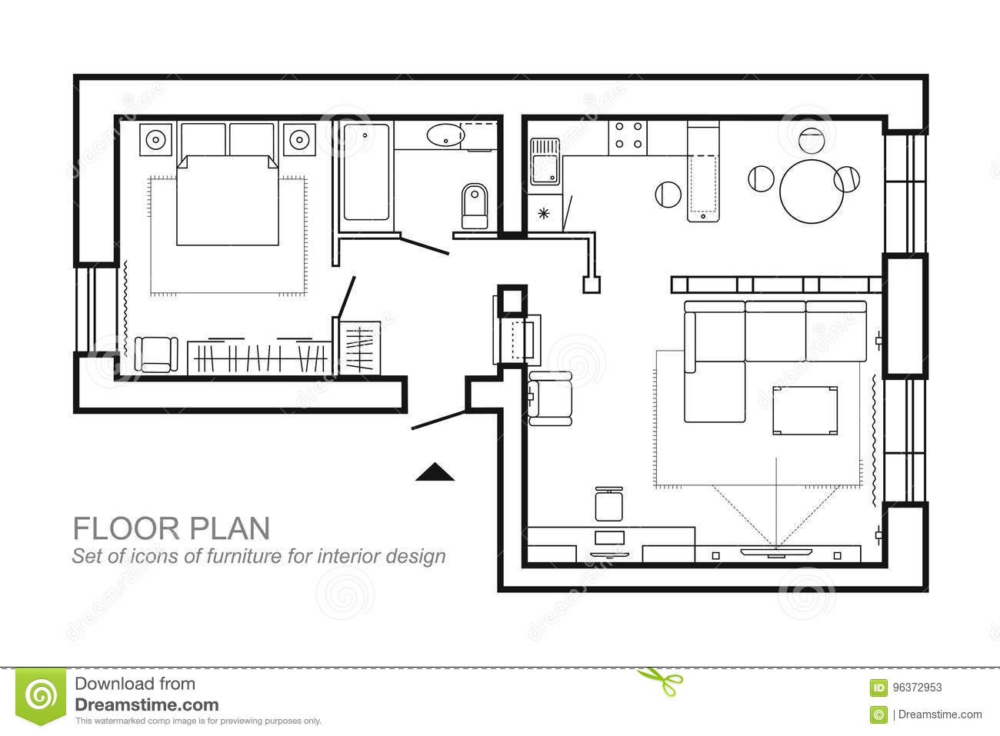 FLOOR PLAN
Set of icons of furniture for interior design
Download from
Dreamstime.com
This watermarked comp image is for previewing purposes only.
ID 96372953
© | Dreamstime.com